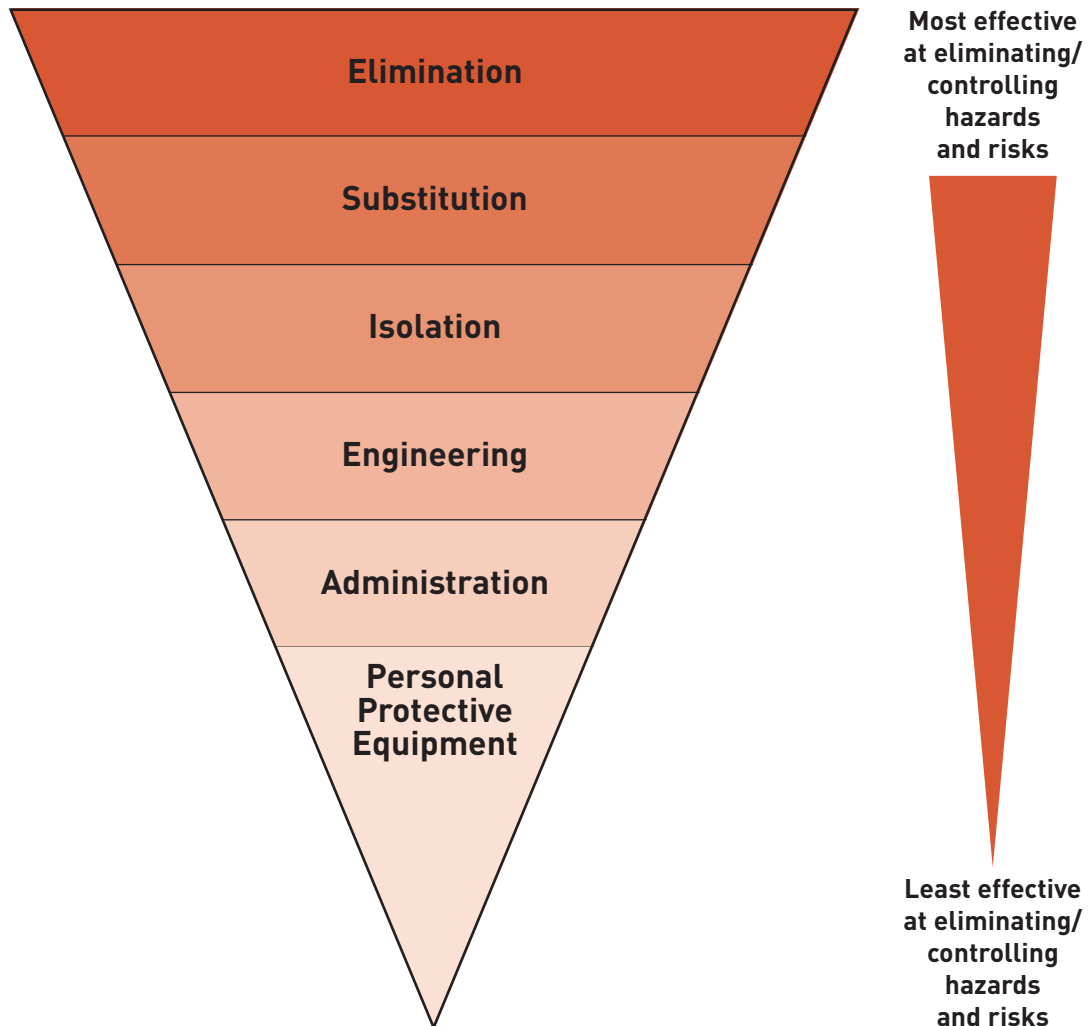 Elimination
Substitution
Isolation
Engineering
Administration
Personal
Protective
Equipment
Most effective
at eliminating/
controlling
hazards
and risks
Least effective
at eliminating/
controlling
hazards
and risks